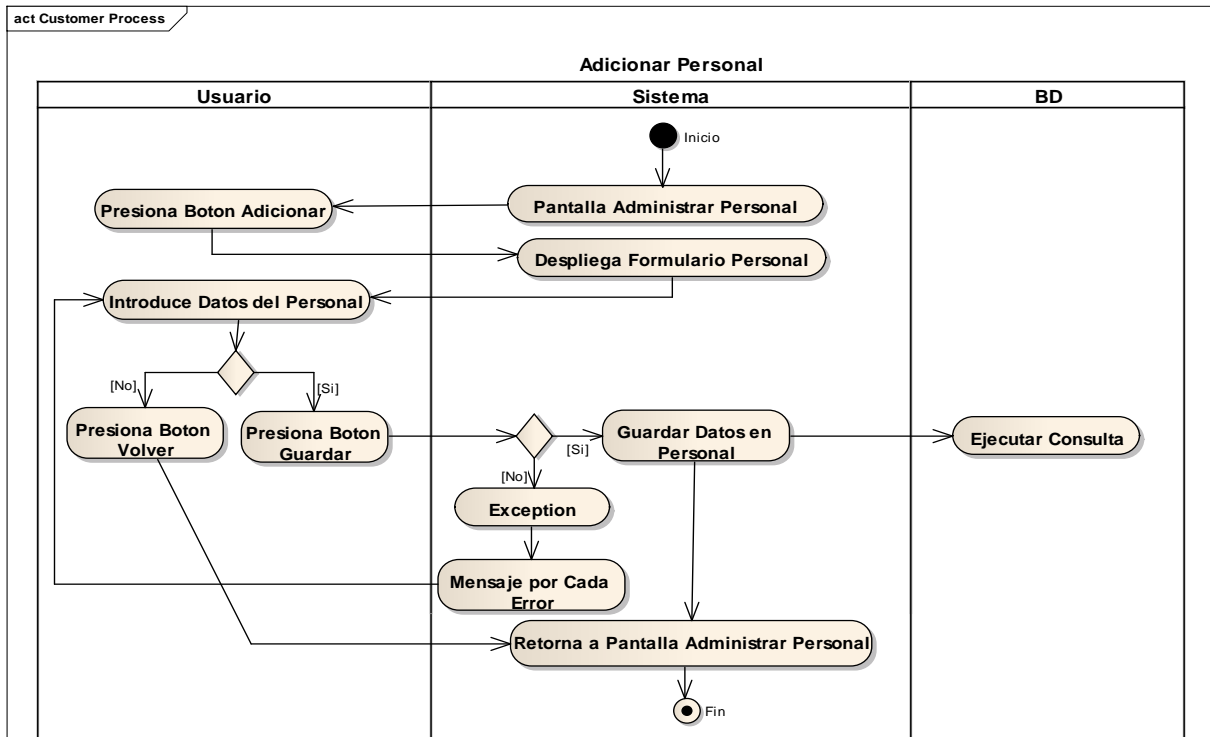 act Customer Process
Adicionar Personal
Usuario
Sistema
BD
Inicio
Presiona Boton Adicionar
Pantalla Administrar Personal
Despliega Formulario Personal
Introduce Datos del Personal
[No]
[Si]
Presiona Boton
Volver
Presiona Boton
Guardar
[Si]
[No]
Guardar Datos en
Personal
Ejecutar Consulta
Exception
Mensaje por Cada
Error
Retorna a Pantalla Administrar Personal
Fin